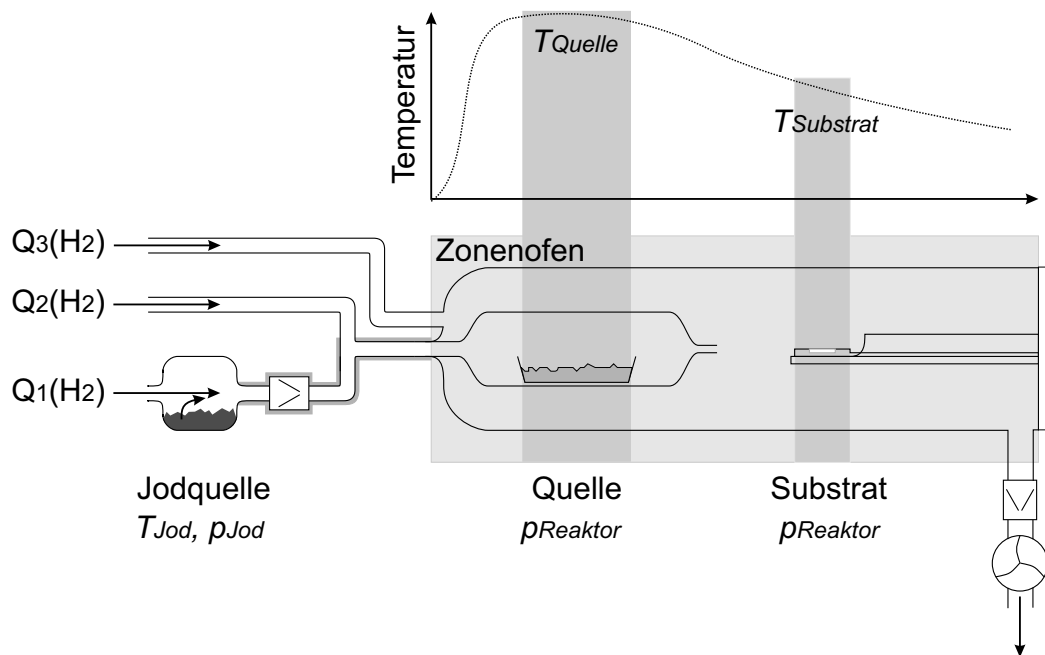 Temperatur
TQuelle
TSubstrat
Q3(H2)
Zonenofen
Q2(H2)
Q1(H2)
Jodquelle
TJod, pJod
Quelle
pReaktor
Substrat
pReaktor